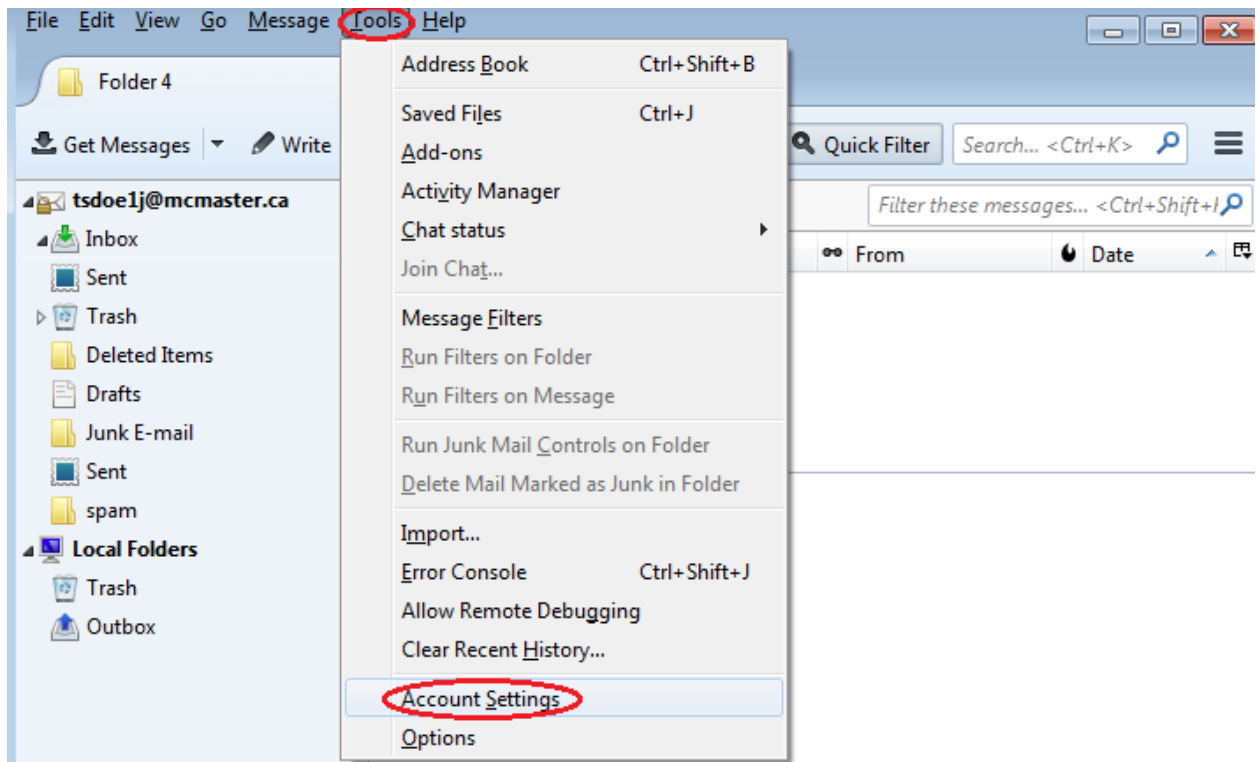 File Edit View Go Message Tools Help
Folder 4
Get Messages Write
Quick Filter Search... <Ctrl+K>
tsdoe1j@mcmaster.ca
Inbox
Sent
Trash
Deleted Items
Drafts
Junk E-mail
Sent
spam
Local Folders
Trash
Outbox
Address Book Ctrl+Shift+B
Saved Files Ctrl+J
Add-ons
Activity Manager
Chat status
Join Chat...
Message Filters
Run Filters on Folder
Run Filters on Message
Run Junk Mail Controls on Folder
Delete Mail Marked as Junk in Folder
Import...
Error Console Ctrl+Shift+J
Allow Remote Debugging
Clear Recent History...
Account Settings
Options
Filter these messages... <Ctrl+Shift+
From Date